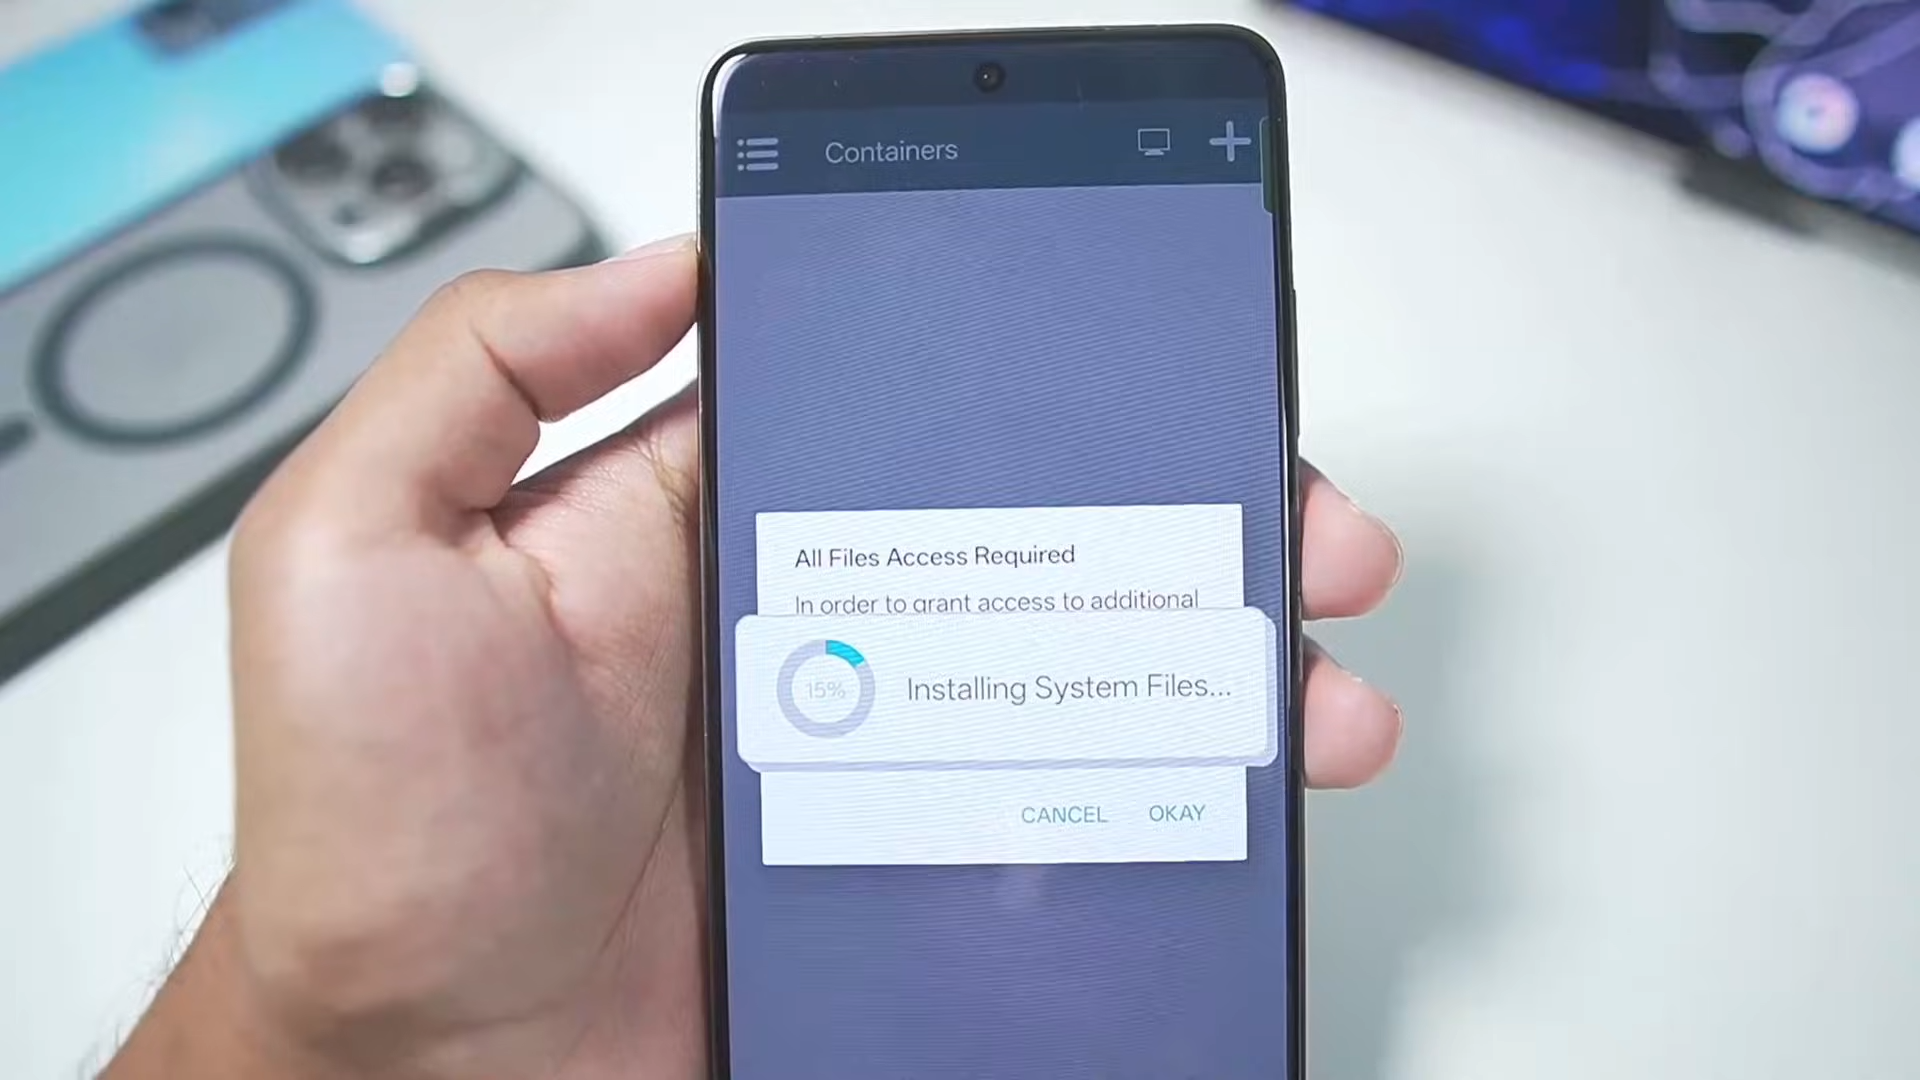 Containers
All Files Access Required
In order to grant access to additional
15%
Installing System Files...
CANCEL OKAY